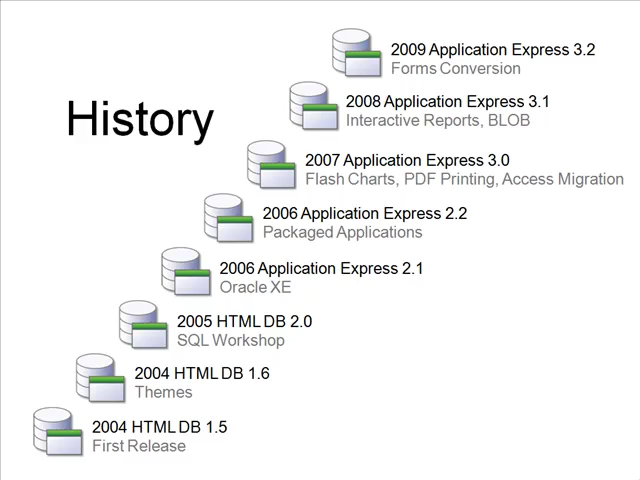 2009 Application Express 3.2
Forms Conversion
History
2008 Application Express 3.1
Interactive Reports, BLOB
2007 Application Express 3.0
Flash Charts, PDF Printing, Access Migration
2006 Application Express 2.2
Packaged Applications
2006 Application Express 2.1
Oracle XE
2005 HTML DB 2.0
SQL Workshop
2004 HTML DB 1.6
Themes
2004 HTML DB 1.5
First Release